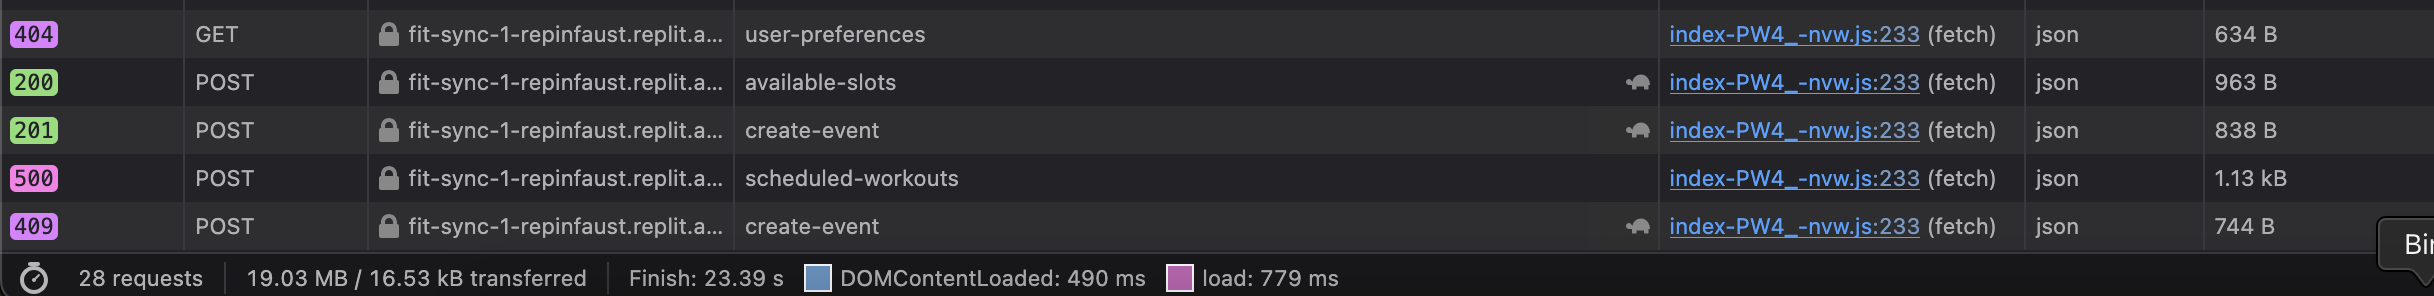 404 GET fit-sync-1-repinfaust.replit.a... user-preferences index-PW4_-nvw.js:233 (fetch) json 634 B
200 POST fit-sync-1-repinfaust.replit.a... available-slots index-PW4_-nvw.js:233 (fetch) json 963 B
201 POST fit-sync-1-repinfaust.replit.a... create-event index-PW4_-nvw.js:233 (fetch) json 838 B
500 POST fit-sync-1-repinfaust.replit.a... scheduled-workouts index-PW4_-nvw.js:233 (fetch) json 1.13 kB
409 POST fit-sync-1-repinfaust.replit.a... create-event index-PW4_-nvw.js:233 (fetch) json 744 B
28 requests 19.03 MB / 16.53 kB transferred Finish: 23.39 s DOMContentLoaded: 490 ms load: 779 ms